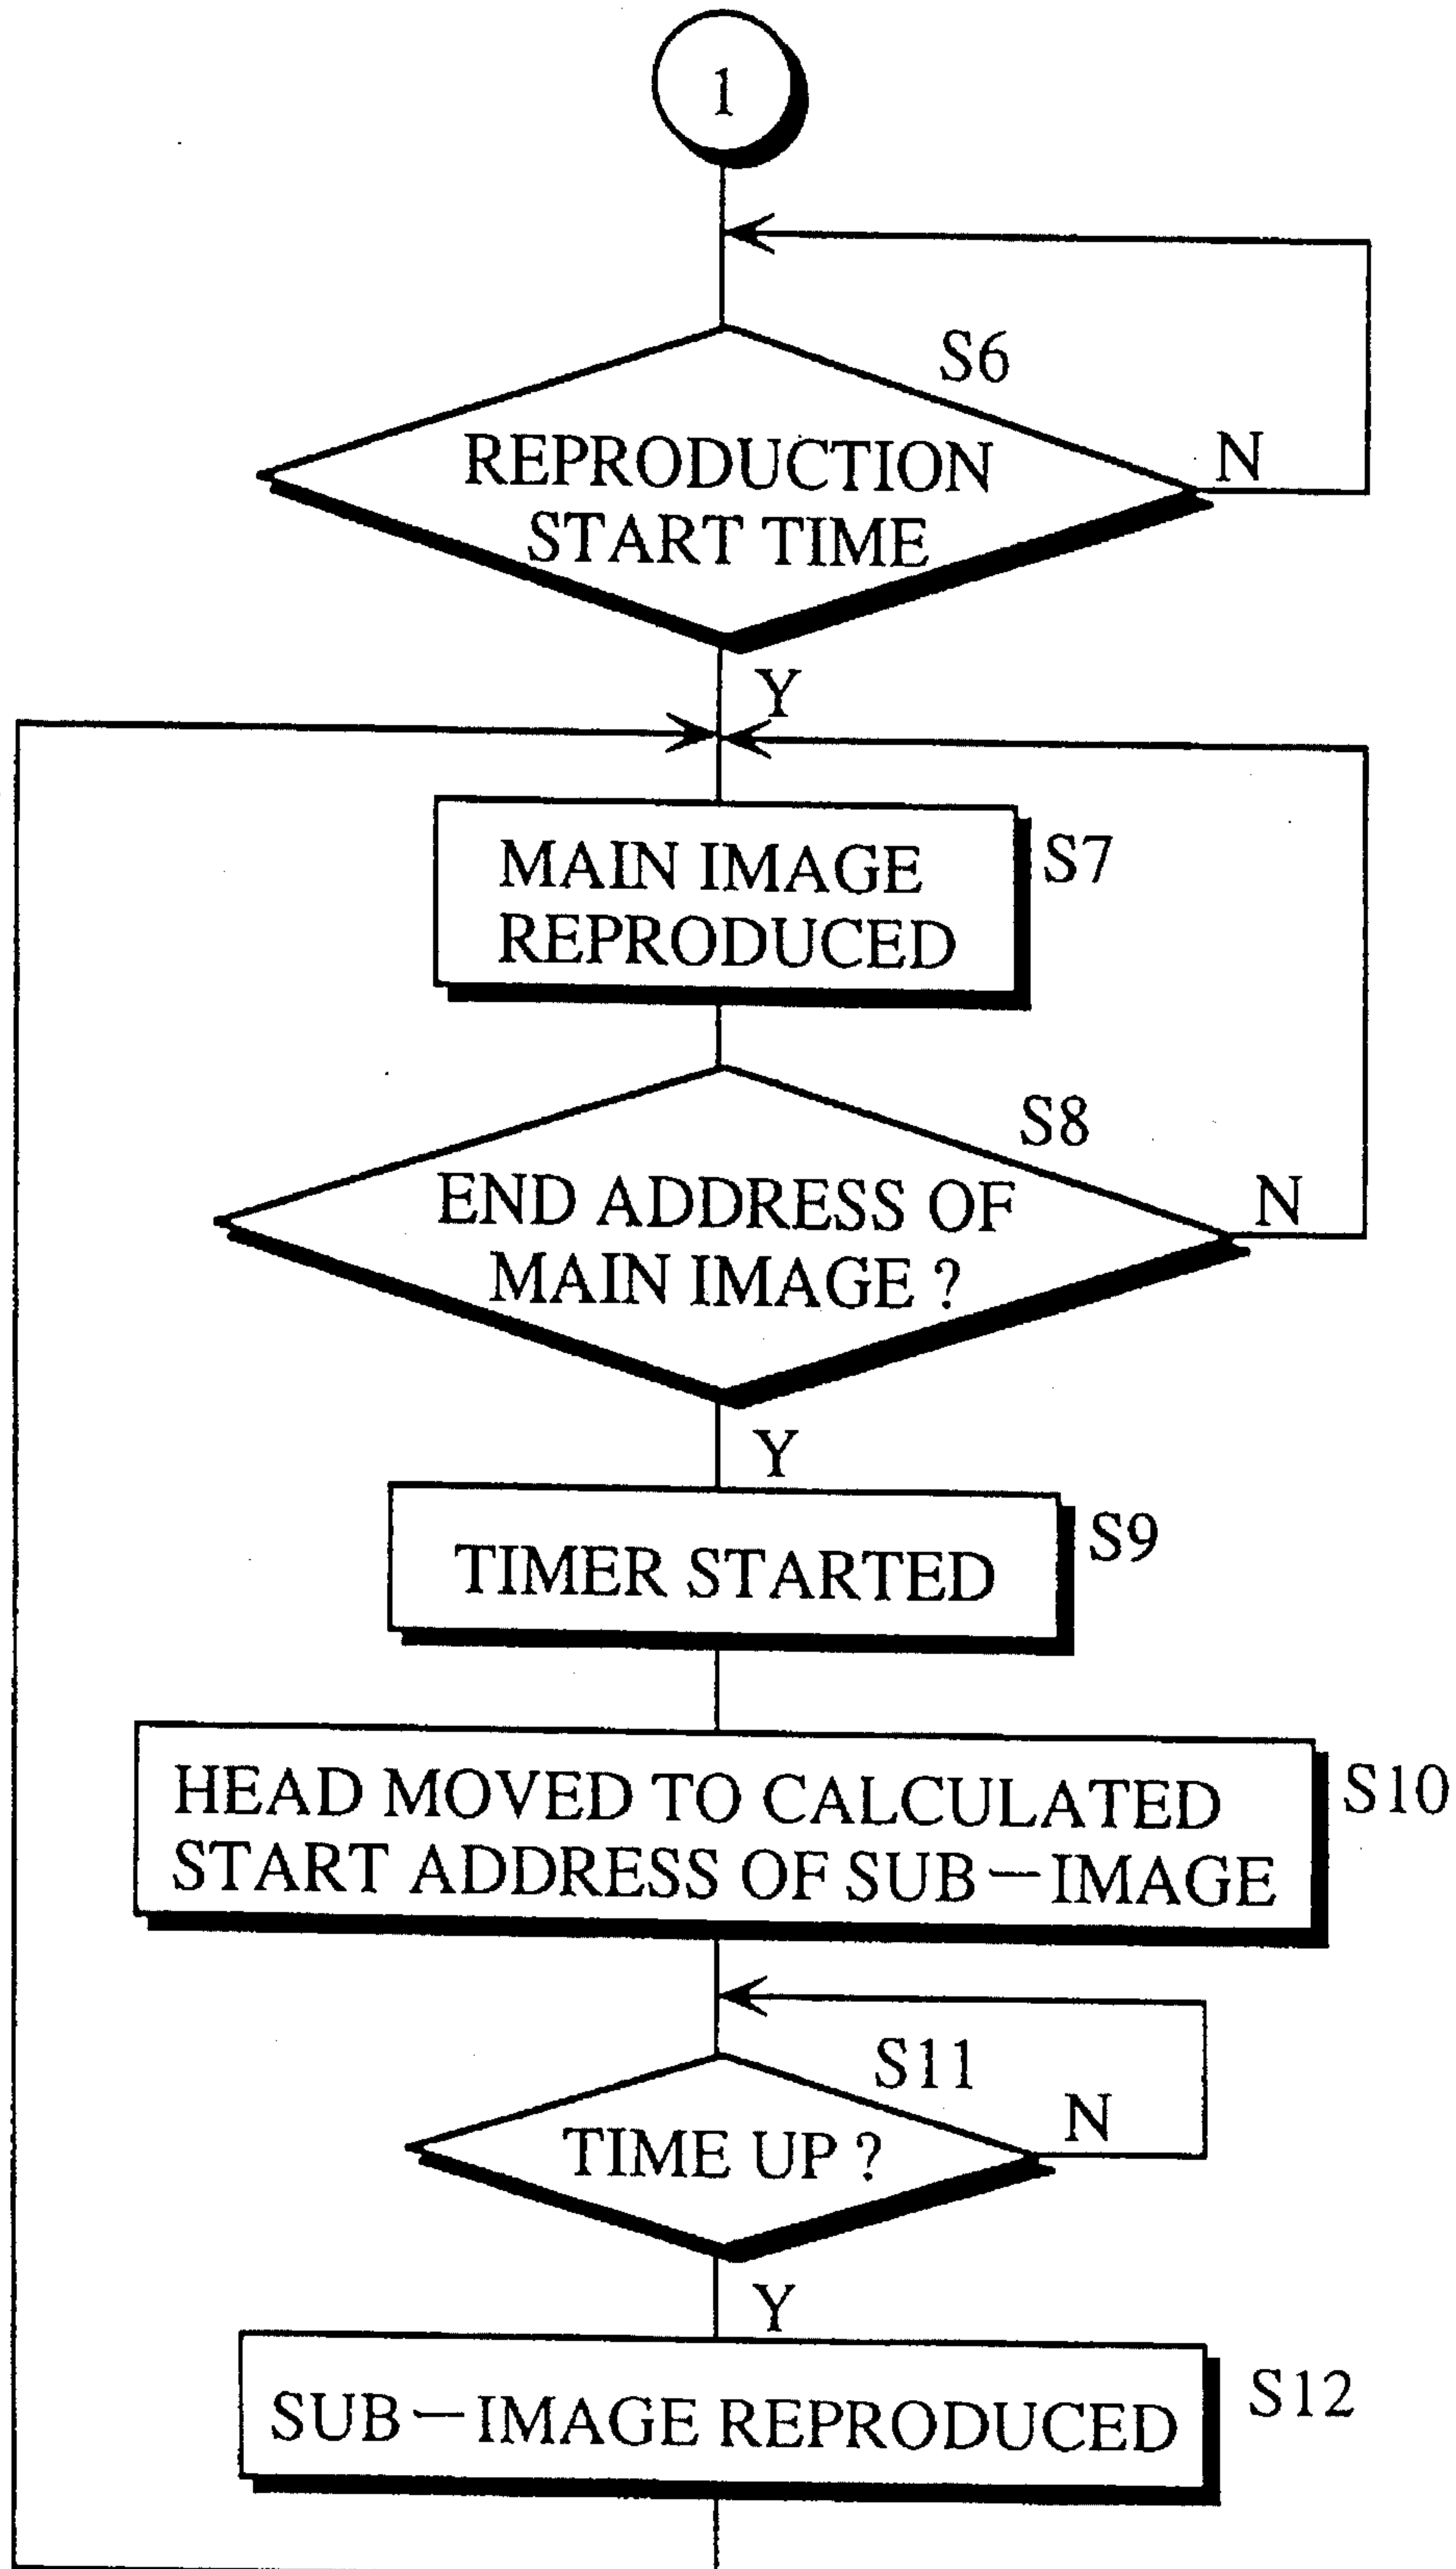 1
S6
REPRODUCTION
START TIME
N
Y
MAIN IMAGE
REPRODUCED
S7
S8
END ADDRESS OF
MAIN IMAGE ?
N
Y
TIMER STARTED
S9
HEAD MOVED TO CALCULATED
START ADDRESS OF SUB－IMAGE
S10
S11
TIME UP ?
N
Y
SUB－IMAGE REPRODUCED
S12